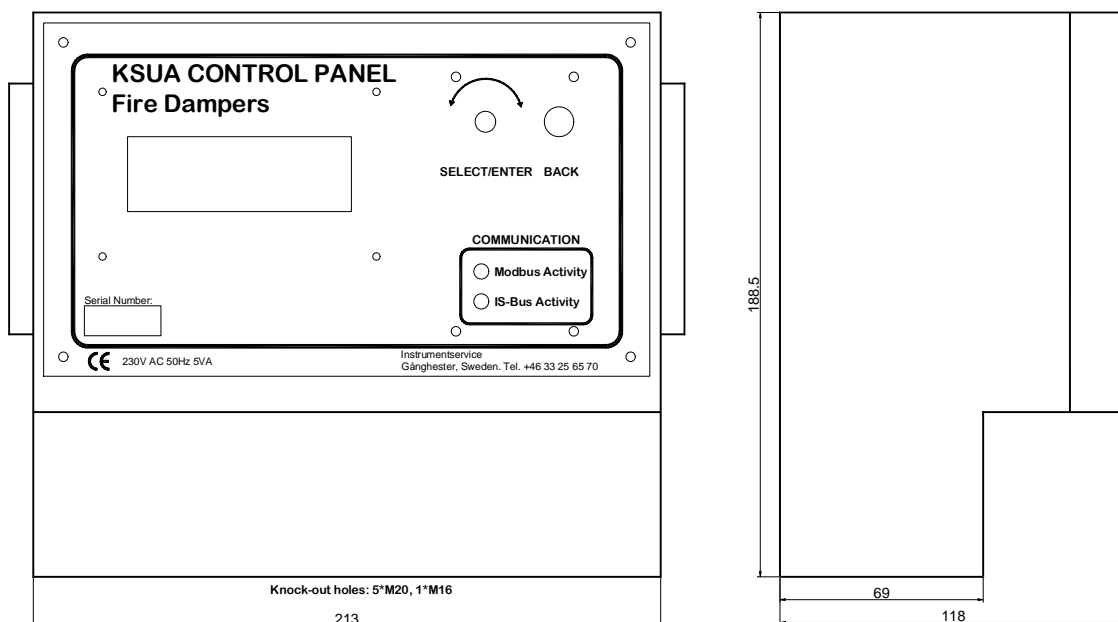 KSUA CONTROL PANEL
Fire Dampers
SELECT/ENTER BACK
COMMUNICATION
Modbus Activity
IS-Bus Activity
Serial Number:
CE 230V AC 50Hz 5VA
Instrumentservice
Gånghester, Sweden. Tel. +46 33 25 65 70
Knock-out holes: 5*M20, 1*M16
213
188.5
69
118